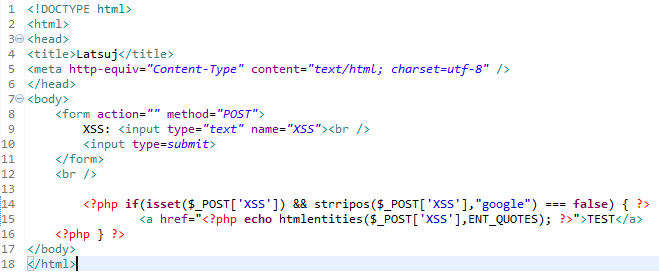 1 <!DOCTYPE html>
2 <html>
3 <head>
4 <title>Latsuj</title>
5 <meta http-equiv="Content-Type" content="text/html; charset=utf-8" />
6 </head>
7 <body>
8     <form action="" method="POST">
9         XSS: <input type="text" name="XSS"><br />
10         <input type=submit>
11     </form>
12     <br />
13
14         <?php if(isset($_POST['XSS']) && strripos($_POST['XSS'],"google") === false) { ?>
15                 <a href="<?php echo htmlentities($_POST['XSS'],ENT_QUOTES); ?>">TEST</a>
16     <?php } ?>
17 </body>
18 </html>